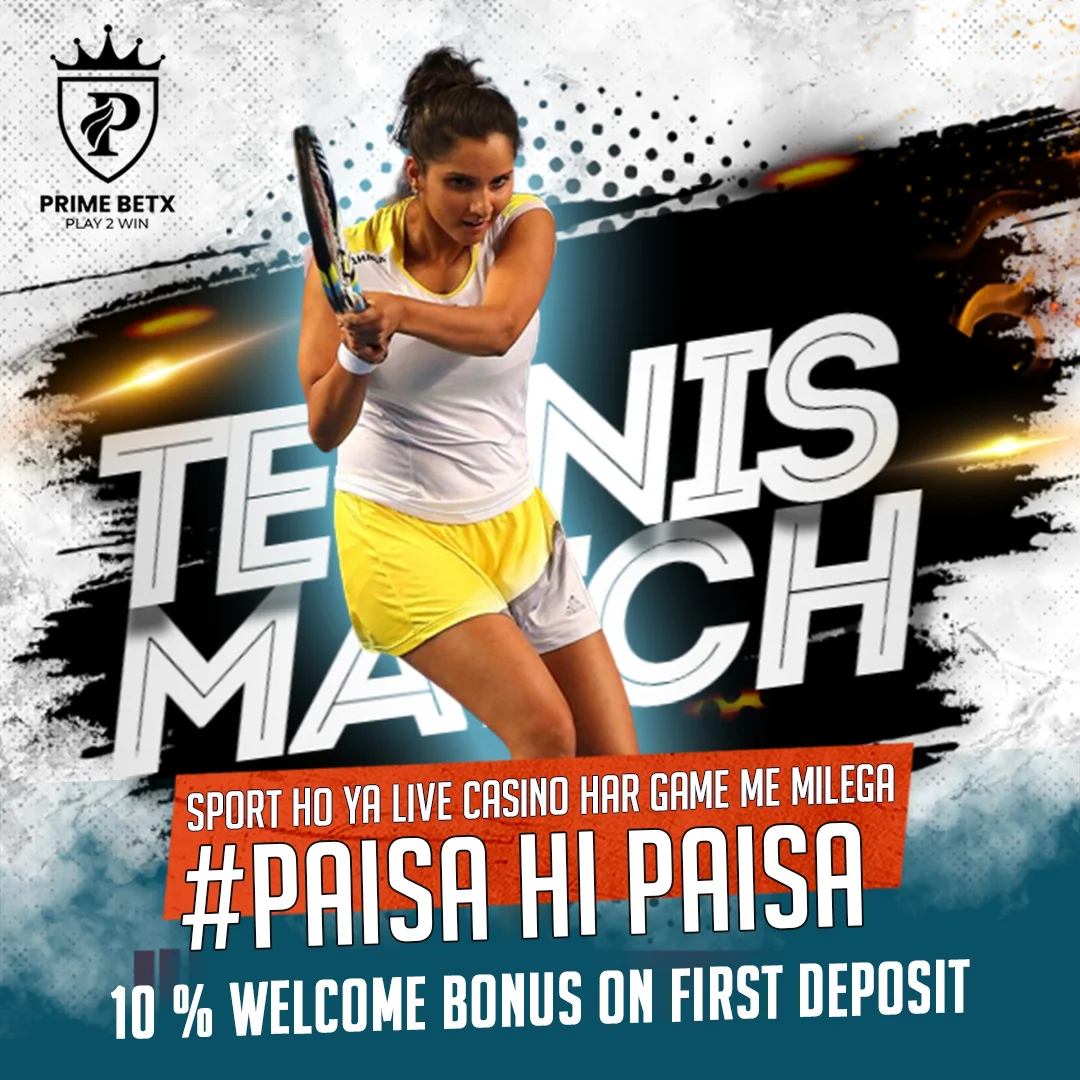 PRIME BETX
PLAY 2 WIN
TENNIS
MATCH
SPORT HO YA LIVE CASINO HAR GAME ME MILEGA
#PAISA HI PAISA
10 % WELCOME BONUS ON FIRST DEPOSIT